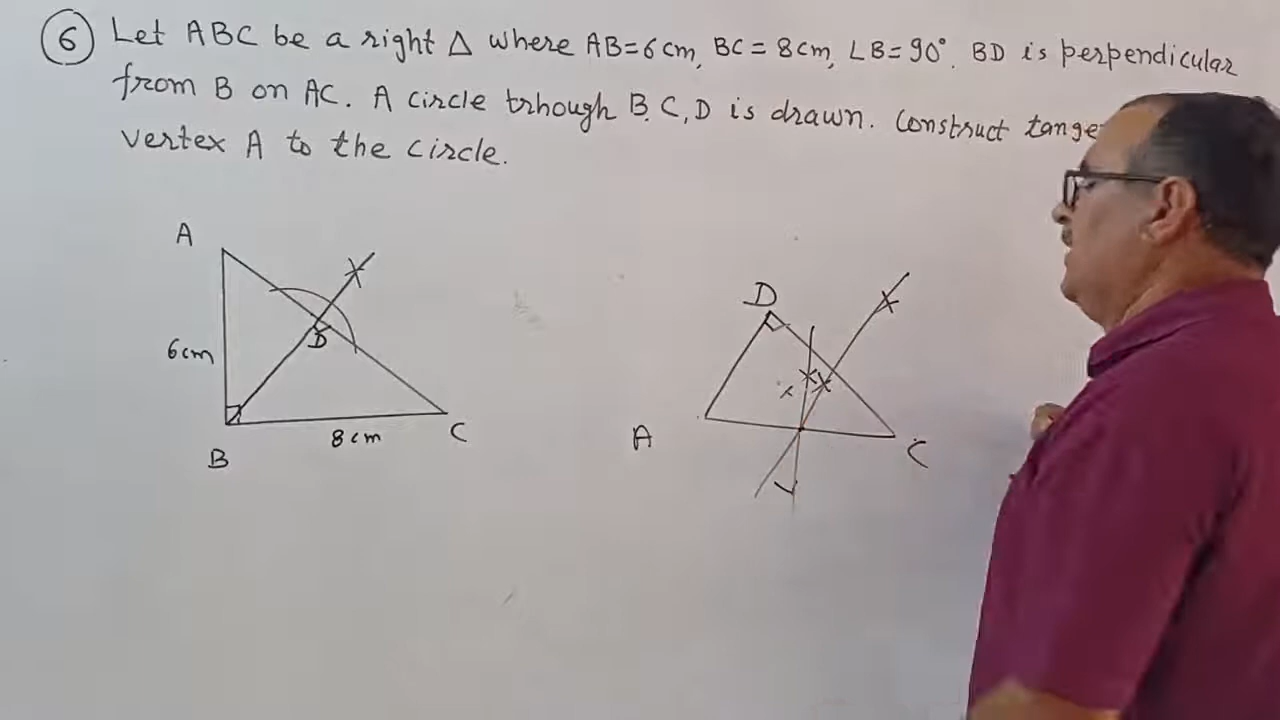 6 Let ABC be a right △ where AB=6cm, BC=8cm, ∠B=90°. BD is perpendicular
from B on AC. A circle trhough B.C,D is drawn. Construct
vertex A to the circle.
A
6cm
B
D
8cm
C
D
A
C